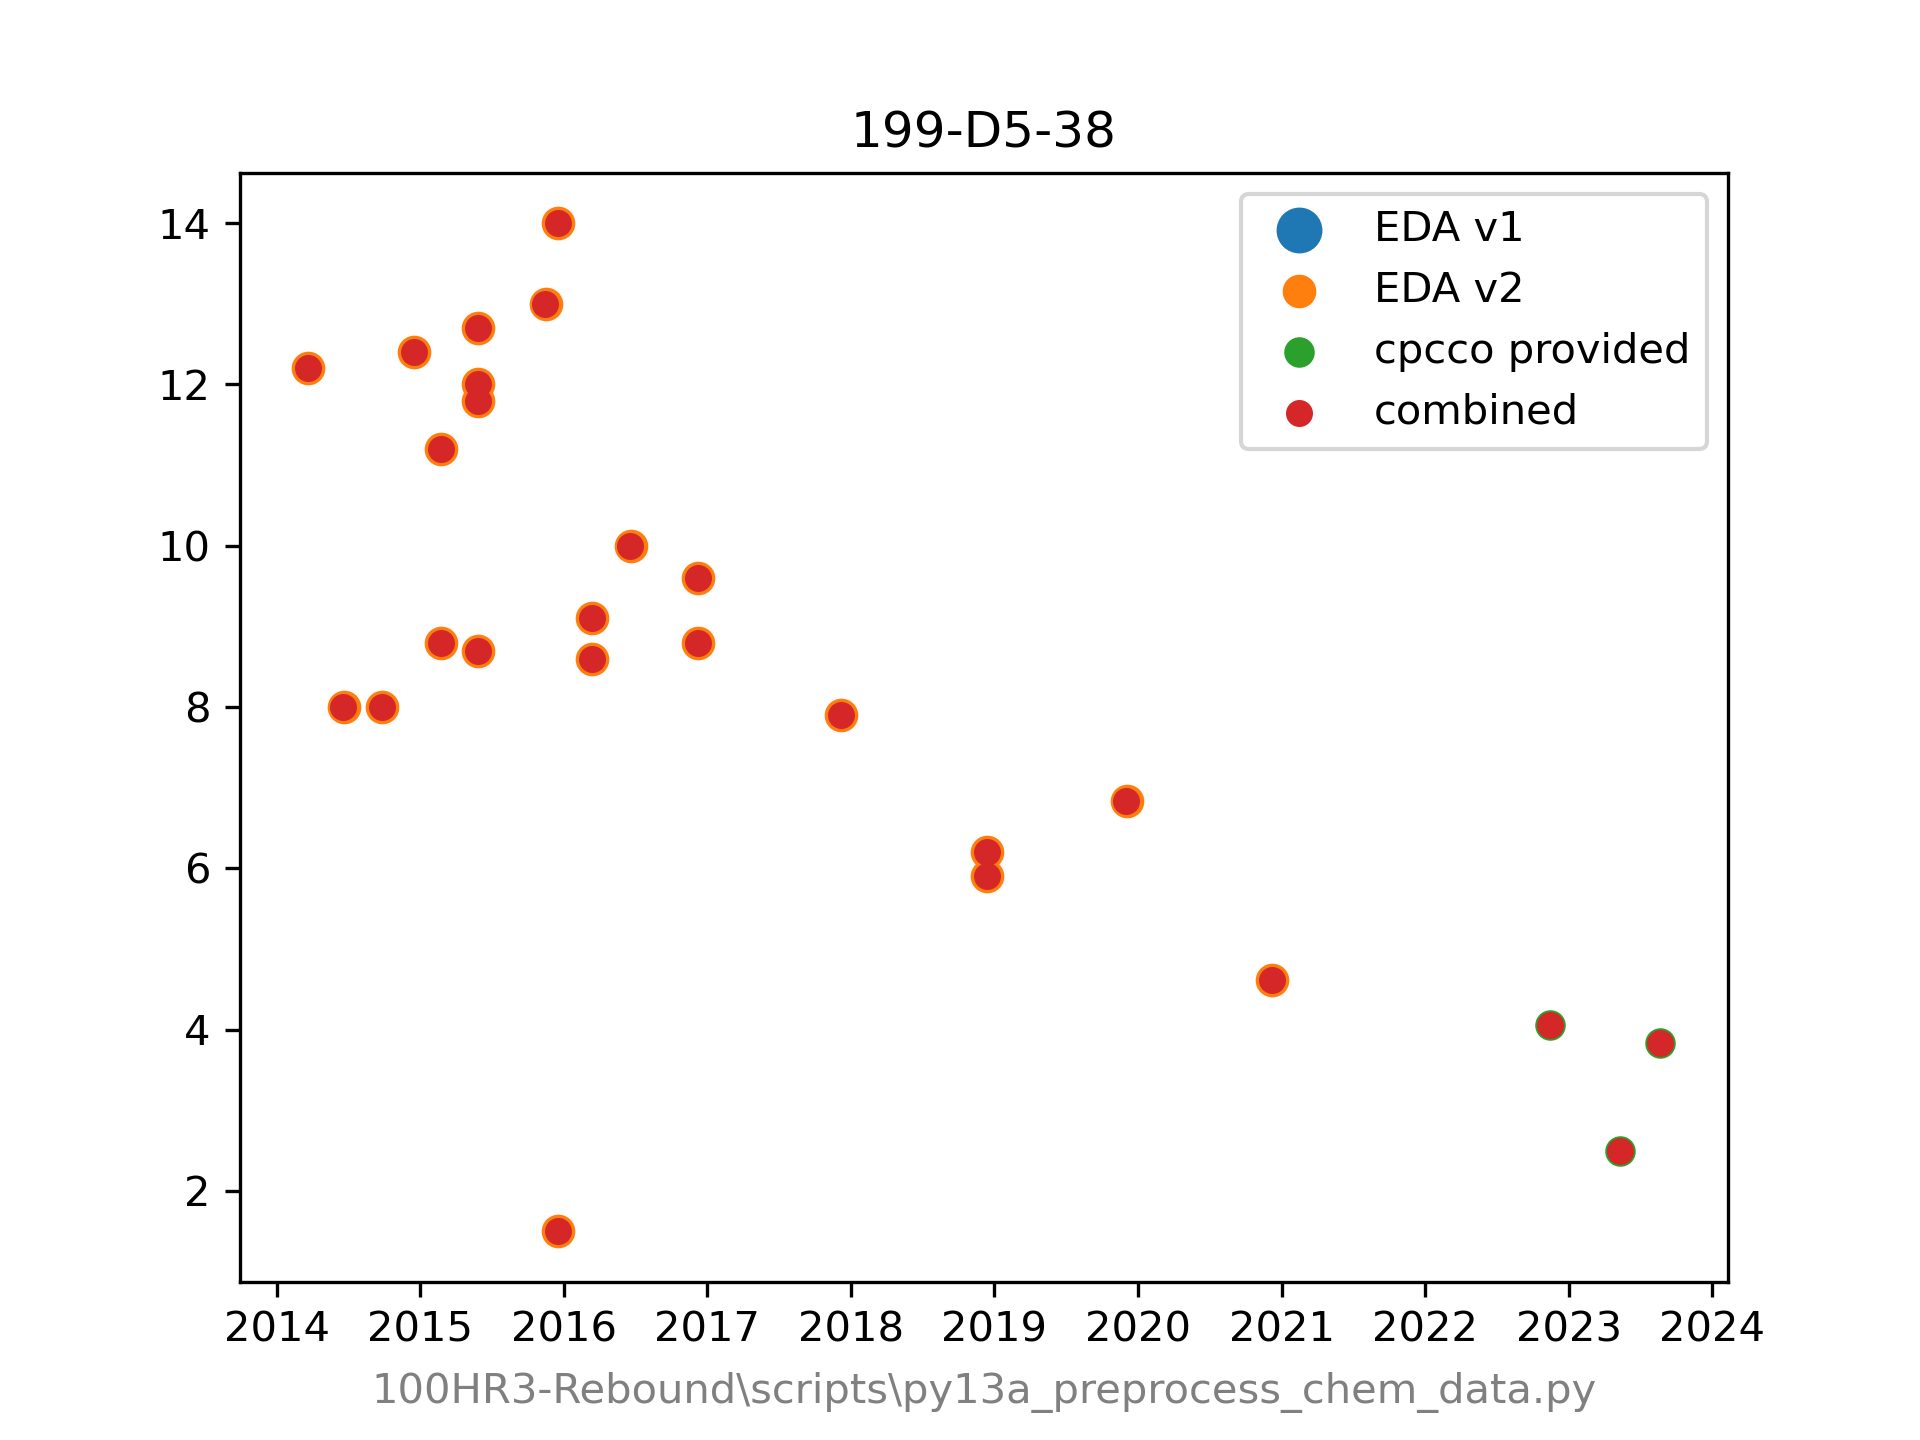 199-D5-38
14
12
10
8
6
4
2
EDA v1
EDA v2
cpcco provided
combined
2014 2015 2016 2017 2018 2019 2020 2021 2022 2023 2024
100HR3-Rebound\scripts\py13a_preprocess_chem_data.py